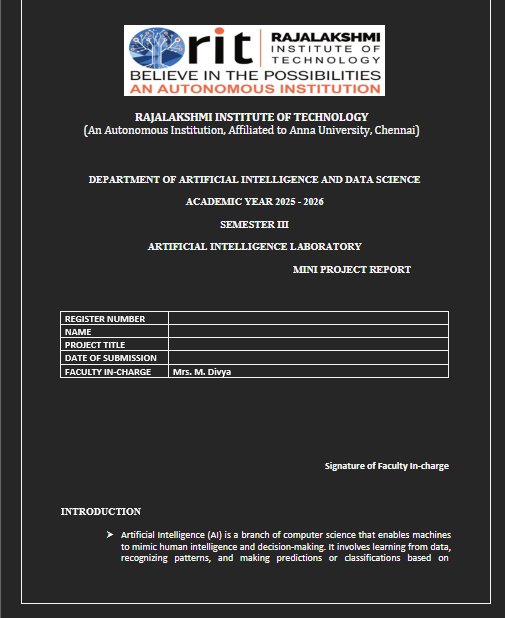 rit
RAJALAKSHMI
INSTITUTE OF
TECHNOLOGY
BELIEVE IN THE POSSIBILITIES
AN AUTONOMOUS INSTITUTION
RAJALAKSHMI INSTITUTE OF TECHNOLOGY
(An Autonomous Institution, Affiliated to Anna University, Chennai)
DEPARTMENT OF ARTIFICIAL INTELLIGENCE AND DATA SCIENCE
ACADEMIC YEAR 2025 - 2026
SEMESTER III
ARTIFICIAL INTELLIGENCE LABORATORY
MINI PROJECT REPORT
REGISTER NUMBER
NAME
PROJECT TITLE
DATE OF SUBMISSION
FACULTY IN-CHARGE Mrs. M. Divya
Signature of Faculty In-charge
INTRODUCTION
➢ Artificial Intelligence (AI) is a branch of computer science that enables machines
to mimic human intelligence and decision-making. It involves learning from data,
recognizing patterns, and making predictions or classifications based on